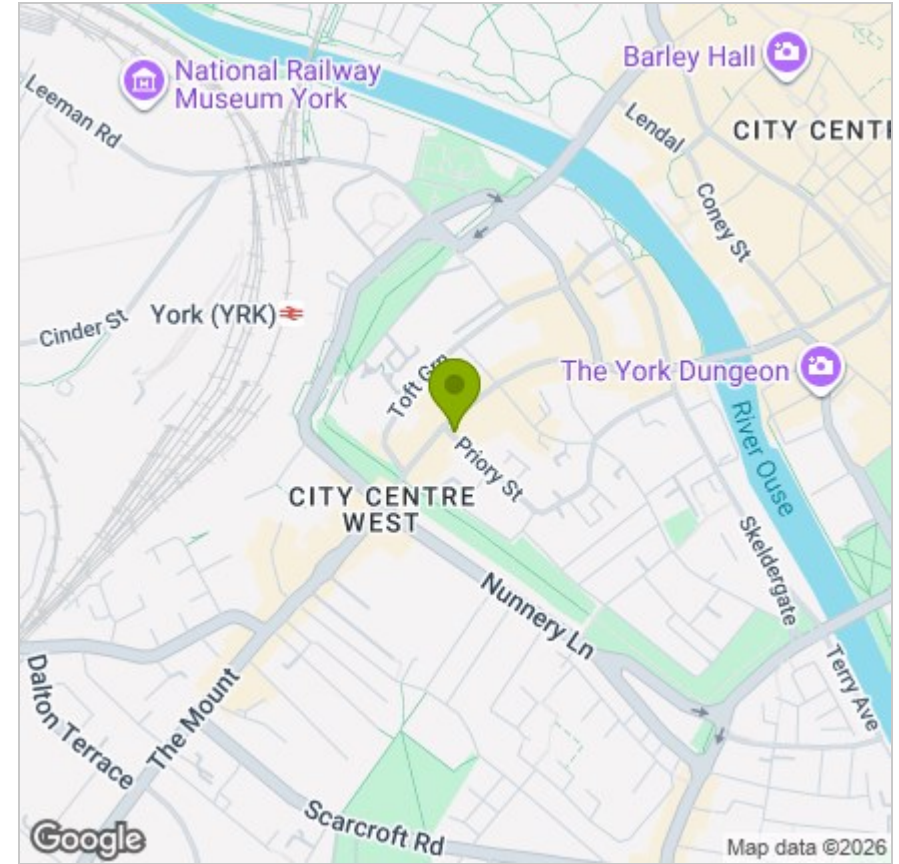 Barley Hall
National Railway
Museum York
Leeman Rd
Lendal
CITY CENT
Coney St
York (YRK)
Cinder St
The York Dungeon
Toft Grn
River Ouse
Priory St
CITY CENTRE
WEST
Skeldergate
Nunnery Ln
Terry Ave
Dalton Terrace
The Mount
Scarcroft Rd
Google
Map data ©2026